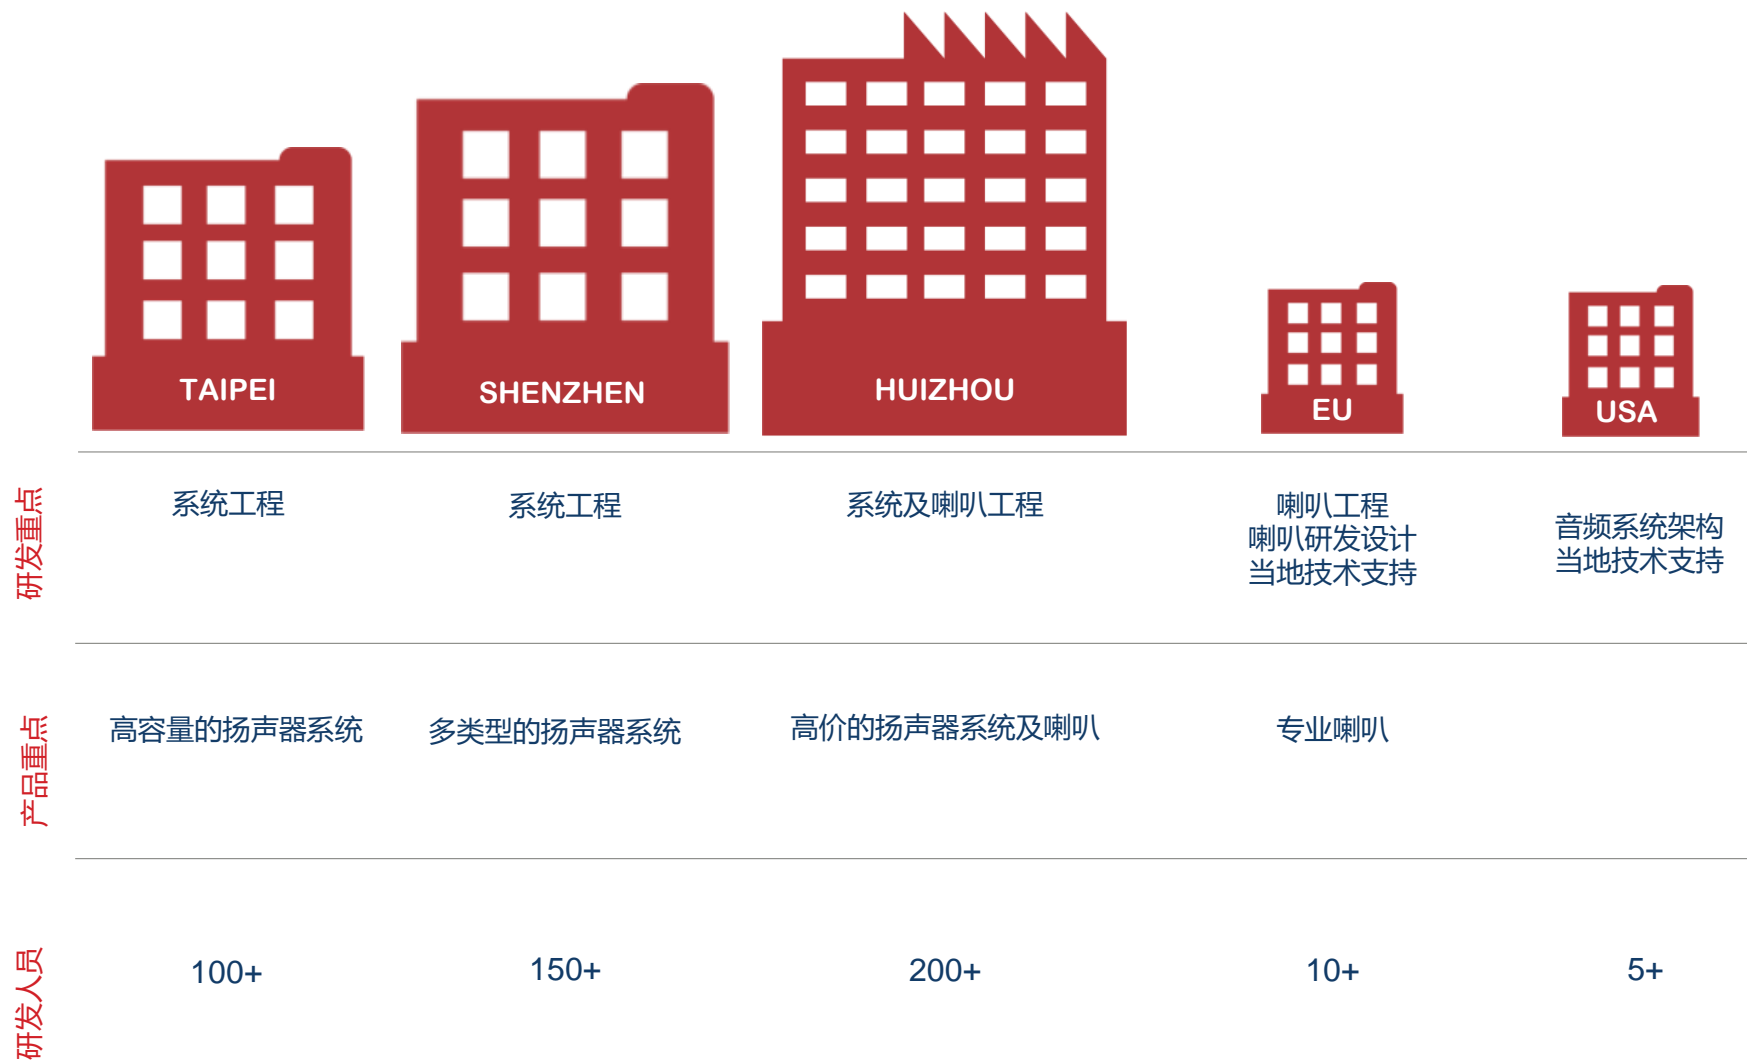 TAIPEI
SHENZHEN
HUIZHOU
EU
USA
研发重点
系统工程
系统工程
系统及喇叭工程
喇叭工程
喇叭研发设计
当地技术支持
音频系统架构
当地技术支持
产品重点
高容量的扬声器系统
多类型的扬声器系统
高价的扬声器系统及喇叭
专业喇叭
研发人员
100+
150+
200+
10+
5+